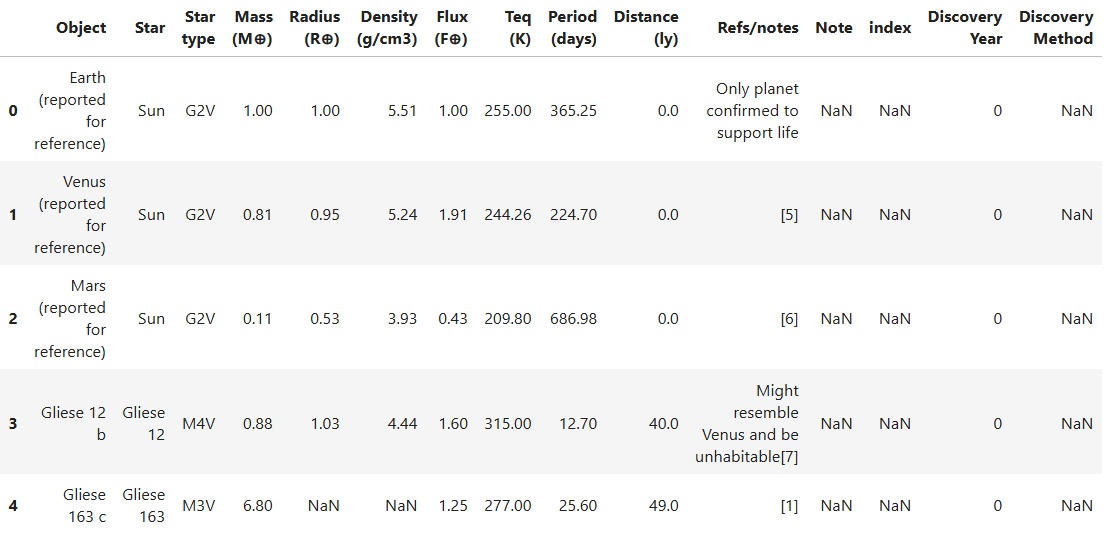 Object Star Star type Mass (M⊕) Radius (R⊕) Density (g/cm3) Flux (F⊕) Teq (K) Period (days) Distance (ly) Refs/notes Note index Discovery Year Discovery Method
0 Earth (reported for reference) Sun G2V 1.00 1.00 5.51 1.00 255.00 365.25 0.0 Only planet confirmed to support life NaN NaN 0 NaN
1 Venus (reported for reference) Sun G2V 0.81 0.95 5.24 1.91 244.26 224.70 0.0 [5] NaN NaN 0 NaN
2 Mars (reported for reference) Sun G2V 0.11 0.53 3.93 0.43 209.80 686.98 0.0 [6] NaN NaN 0 NaN
3 Gliese 12 b Gliese 12 M4V 0.88 1.03 4.44 1.60 315.00 12.70 40.0 Might resemble Venus and be unhabitable[7] NaN NaN 0 NaN
4 Gliese 163 c Gliese 163 M3V 6.80 NaN NaN 1.25 277.00 25.60 49.0 [1] NaN NaN 0 NaN